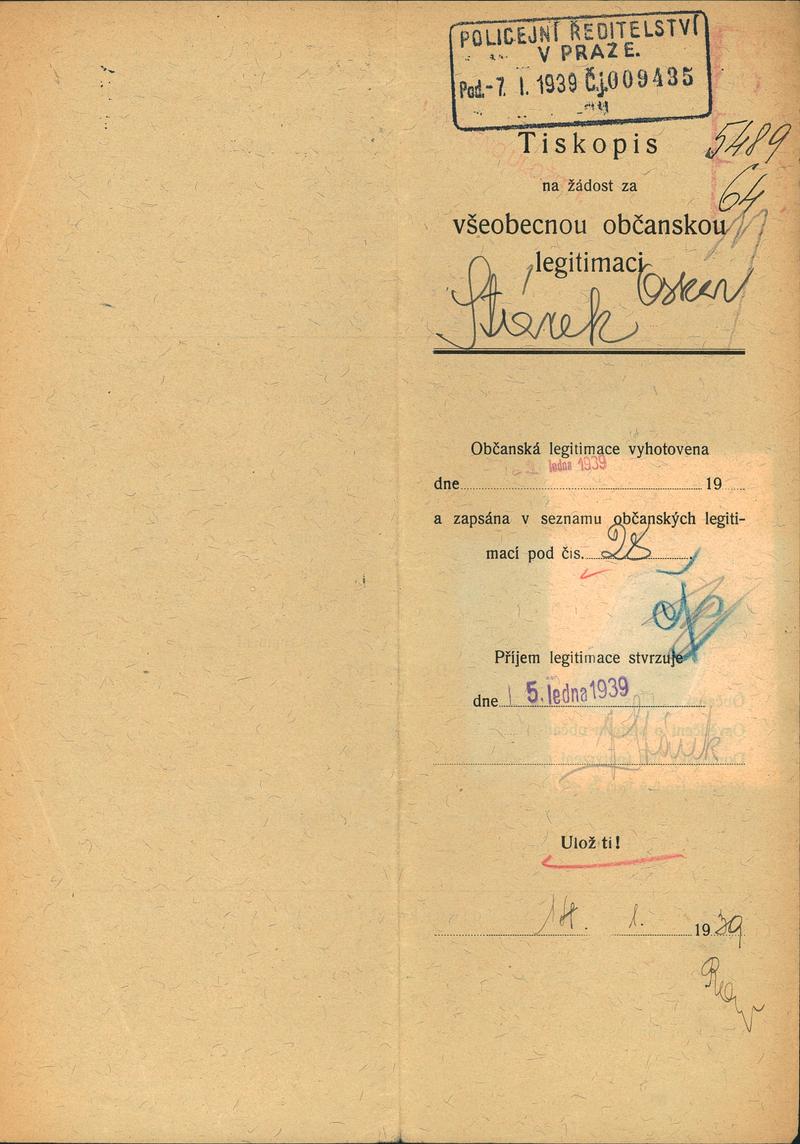 POLICEJNÍ ŘEDITELSTVÍ
V PRAZE.
Pod.-7. I. 1939 Č.j.009435
Tiskopis
5489
na žádost za
64
všeobecnou občanskou
legitimaci
Oskar
Stárek
Občanská legitimace vyhotovena
ledna 1939
dne 19
a zapsána v seznamu občanských legiti-
mací pod čís. 28
Příjem legitimace stvrzuje
dne 5. ledna 1939
Ulož ti!
14. 1. 1939